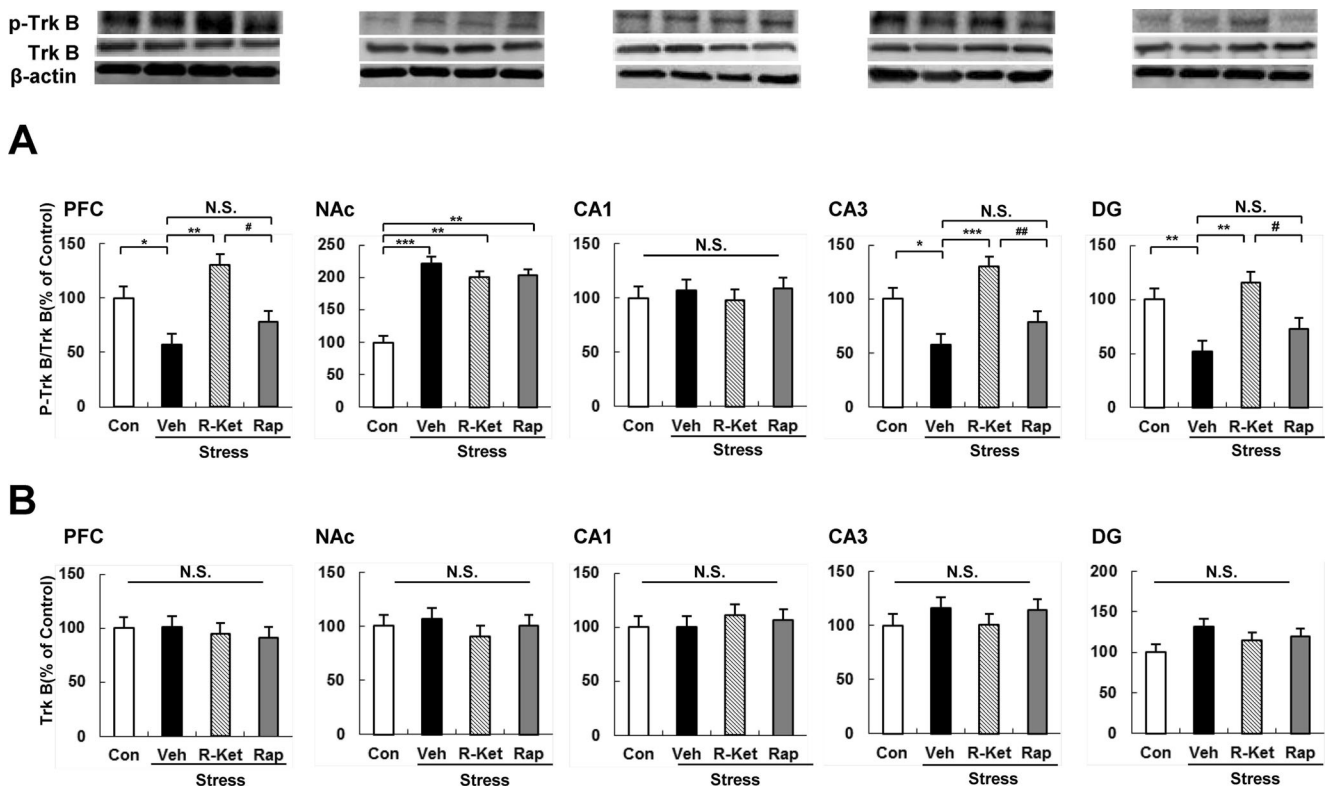 p-Trk B
Trk B
β-actin
A
PFC NAc CA1 CA3 DG
N.S. N.S. N.S.
** 
* ** # ** * *** ## ** ** #
*** N.S.
P-Trk B/Trk B(% of Control)
150 250 150 150 150
200
100 150 100 100 100
100
50 50 50 50 50
0 0 0 0 0
Con Veh R-Ket Rap Con Veh R-Ket Rap Con Veh R-Ket Rap Con Veh R-Ket Rap Con Veh R-Ket Rap
Stress Stress Stress Stress Stress
B
PFC NAc CA1 CA3 DG
N.S. N.S. N.S. N.S. N.S.
Trk B(% of Control)
150 150 150 150 200
150
100 100 100 100 100
50 50 50 50 50
0 0 0 0 0
Con Veh R-Ket Rap Con Veh R-Ket Rap Con Veh R-Ket Rap Con Veh R-Ket Rap Con Veh R-Ket Rap
Stress Stress Stress Stress Stress